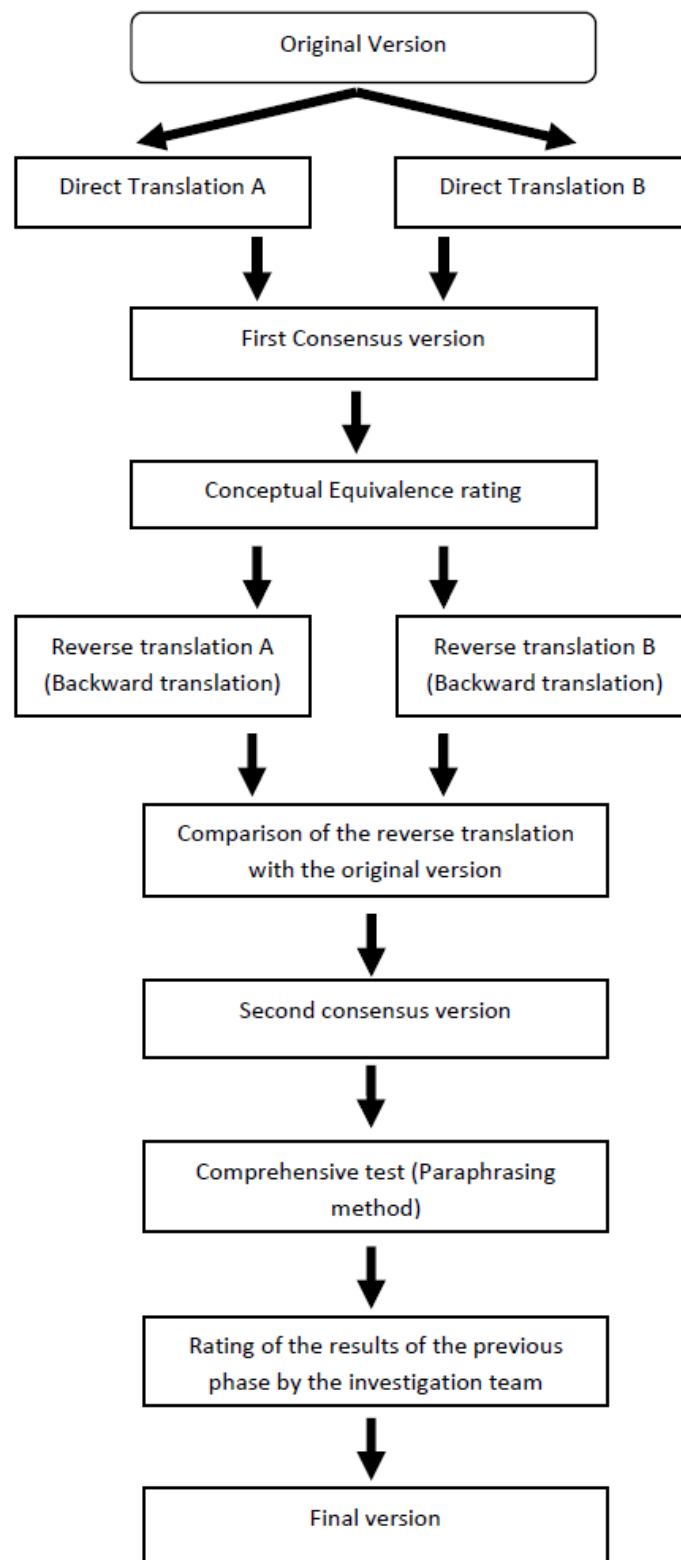 Original Version
Direct Translation A
Direct Translation B
First Consensus version
Conceptual Equivalence rating
Reverse translation A
(Backward translation)
Reverse translation B
(Backward translation)
Comparison of the reverse translation
with the original version
Second consensus version
Comprehensive test (Paraphrasing
method)
Rating of the results of the previous
phase by the investigation team
Final version